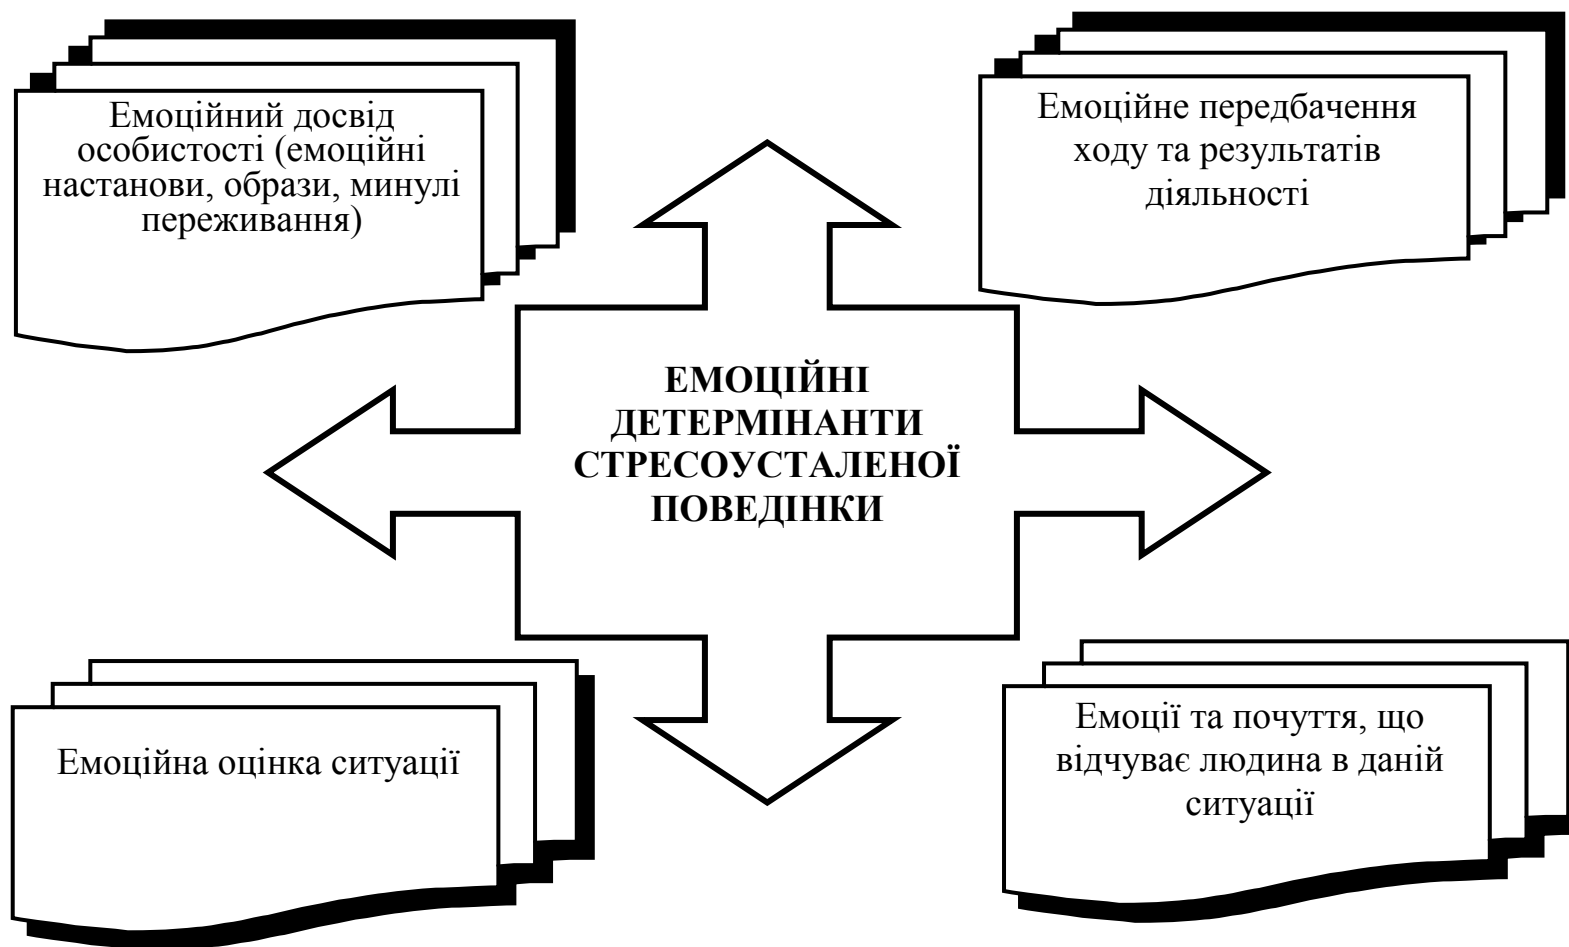 Емоційний досвід
особистості (емоційні
настанови, образи, минулі
переживання)
Емоційне передбачення
ходу та результатів
діяльності
ЕМОЦІЙНІ
ДЕТЕРМІНАНТИ
СТРЕСОУСТАЛЕНОЇ
ПОВЕДІНКИ
Емоційна оцінка ситуації
Емоції та почуття, що
відчуває людина в даній
ситуації